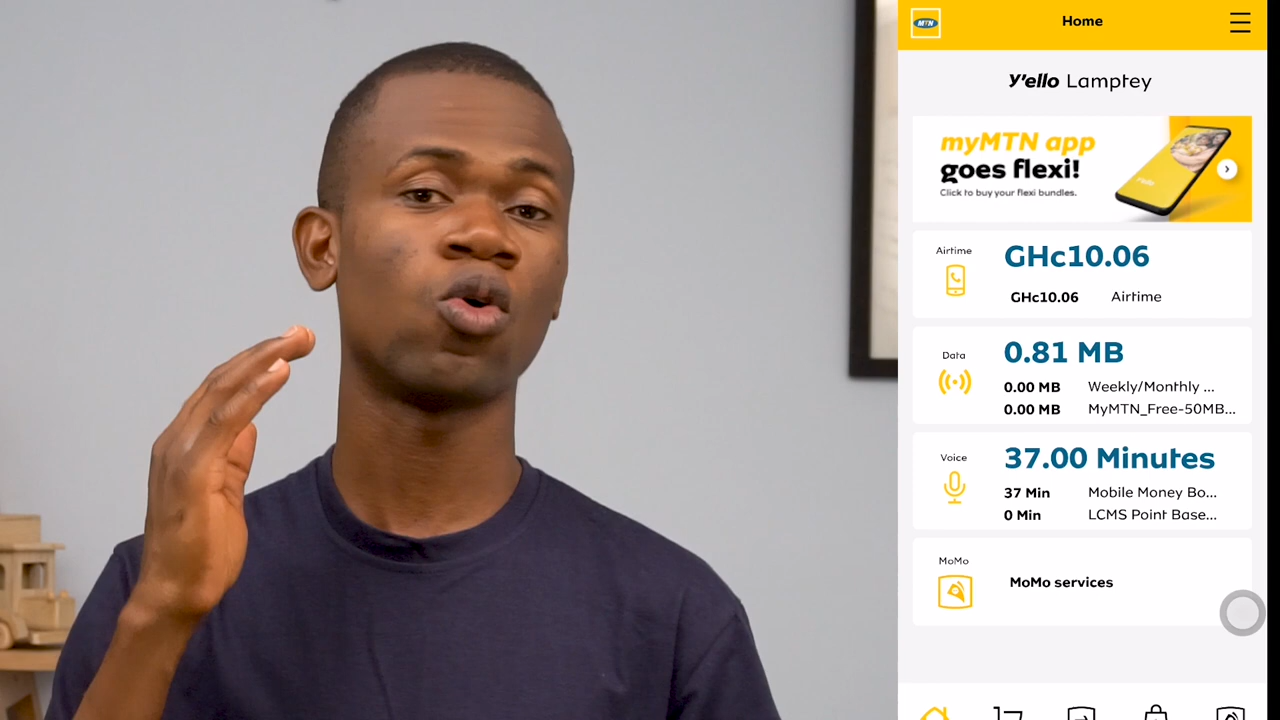 MTN
Home
Y'ello Lamptey
myMTN app
goes flexi!
Click to buy your flexi bundles.
Airtime
GHc10.06
GHc10.06 Airtime
Data
0.81 MB
0.00 MB Weekly/Monthly ...
0.00 MB MyMTN_Free-50MB...
Voice
37.00 Minutes
37 Min Mobile Money Bo...
0 Min LCMS Point Base...
MoMo
MoMo services